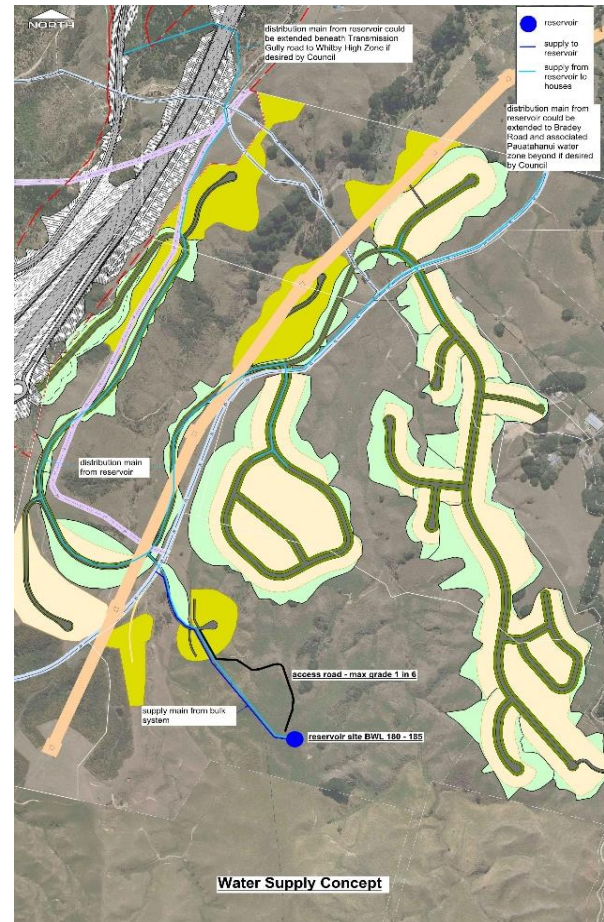 NORTH
distribution main from reservoir could
be extended beneath Transmission
Gully road to Whitby High Zone if
desired by Council
reservoir
supply to
reservoir
supply from
reservoir to
houses
distribution main from
reservoir could be
extended to Bradey
Road and associated
Pauatahanui water
zone beyond if desired
by Council
distribution main
from reservoir
access road - max grade 1 in 6
supply main from bulk
system
reservoir site BWL 180 - 185
Water Supply Concept